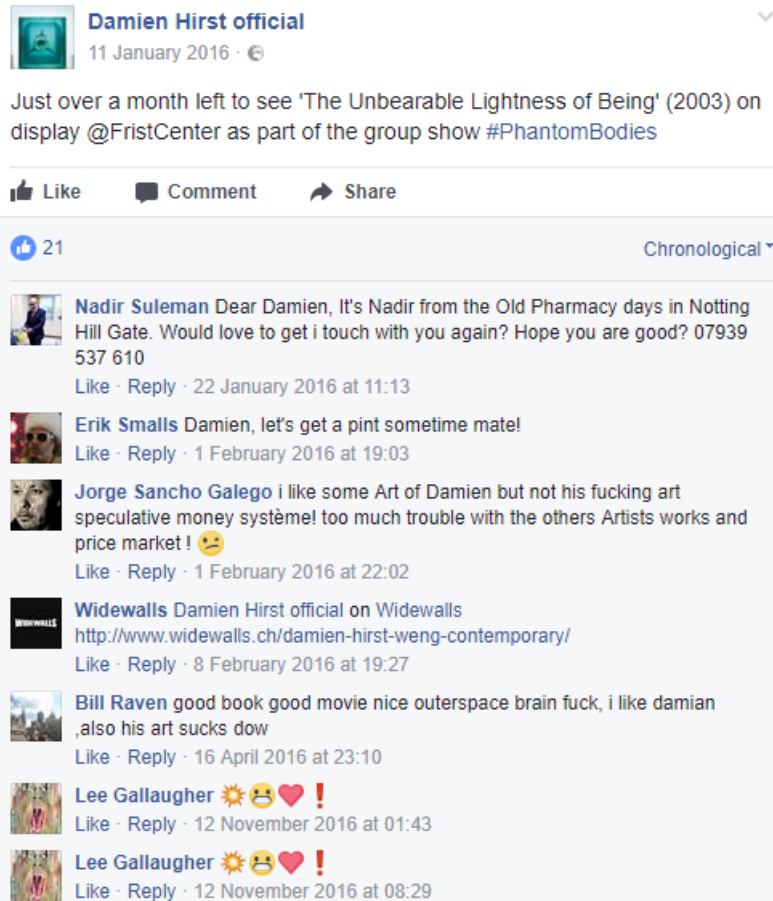 Damien Hirst official
11 January 2016 ·
Just over a month left to see 'The Unbearable Lightness of Being' (2003) on
display @FristCenter as part of the group show #PhantomBodies
Like Comment Share
21 Chronological
Nadir Suleman Dear Damien, It's Nadir from the Old Pharmacy days in Notting
Hill Gate. Would love to get i touch with you again? Hope you are good? 07939
537 610
Like · Reply · 22 January 2016 at 11:13
Erik Smalls Damien, let's get a pint sometime mate!
Like · Reply · 1 February 2016 at 19:03
Jorge Sancho Galego i like some Art of Damien but not his fucking art
speculative money système! too much trouble with the others Artists works and
price market ! 😕
Like · Reply · 1 February 2016 at 22:02
WIDEWALLS
Widewalls Damien Hirst official on Widewalls
http://www.widewalls.ch/damien-hirst-weng-contemporary/
Like · Reply · 8 February 2016 at 19:27
Bill Raven good book good movie nice outerspace brain fuck, i like damian
,also his art sucks dow
Like · Reply · 16 April 2016 at 23:10
Lee Gallaugher 💥😬❤❗
Like · Reply · 12 November 2016 at 01:43
Lee Gallaugher 💥😬❤❗
Like · Reply · 12 November 2016 at 08:29